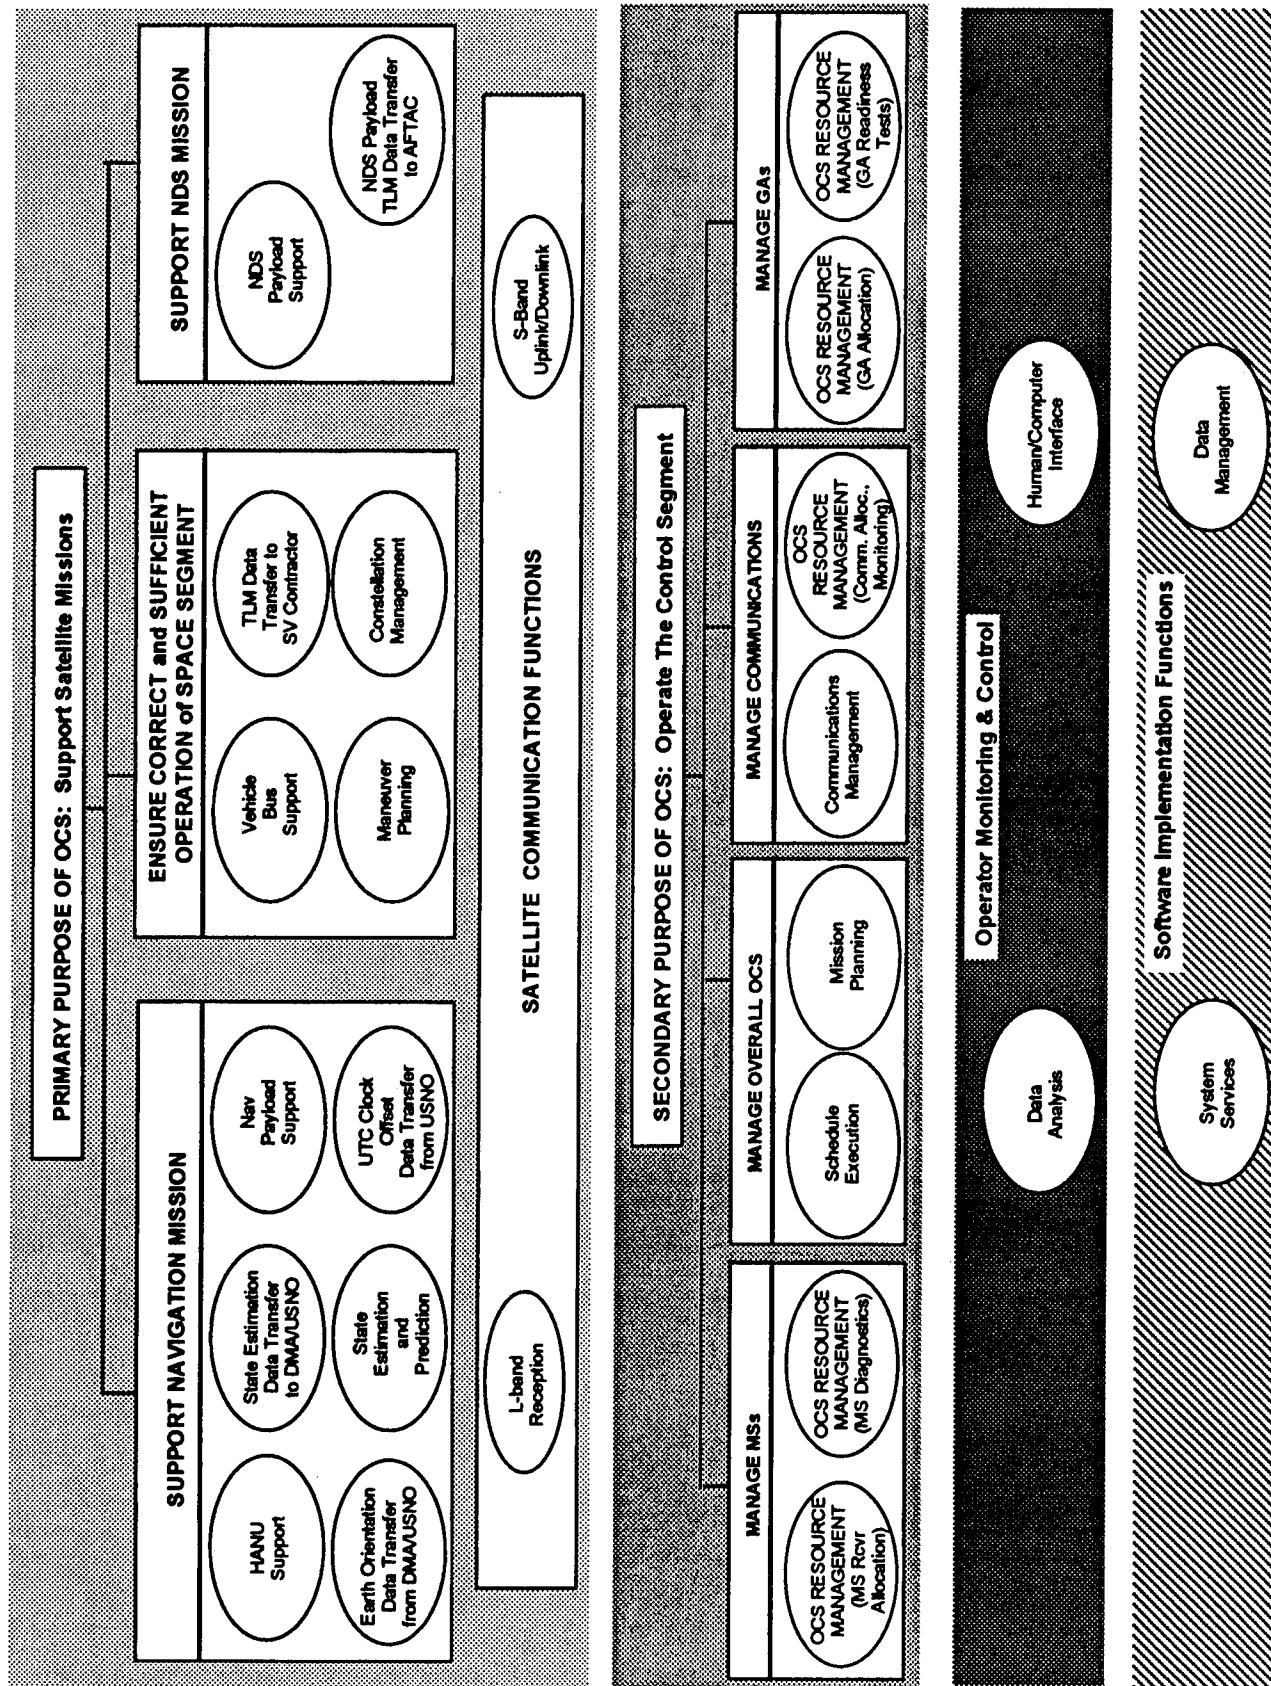 PRIMARY PURPOSE OF OCS: Support Satellite Missions
SUPPORT NAVIGATION MISSION
HANU
Support
State Estimation
Data Transfer
to DMA/USNO
Nav
Payload
Support
Earth Orientation
Data Transfer
from DMA/USNO
State
Estimation
and
Prediction
UTC Clock
Offset
Data Transfer
from USNO
ENSURE CORRECT and SUFFICIENT
OPERATION of SPACE SEGMENT
Vehicle
Bus
Support
TLM Data
Transfer to
SV Contractor
Maneuver
Planning
Constellation
Management
SUPPORT NDS MISSION
NDS
Payload
Support
NDS Payload
TLM Data Transfer
to AFTAC
SATELLITE COMMUNICATION FUNCTIONS
L-band
Reception
S-Band
Uplink/Downlink
SECONDARY PURPOSE OF OCS: Operate The Control Segment
MANAGE MSs
OCS RESOURCE
MANAGEMENT
(MS Rcvr
Allocation)
OCS RESOURCE
MANAGEMENT
(MS Diagnostics)
MANAGE OVERALL OCS
Schedule
Execution
Mission
Planning
MANAGE COMMUNICATIONS
Communications
Management
OCS
RESOURCE
MANAGEMENT
(Comm. Alloc.,
Monitoring)
MANAGE GAs
OCS RESOURCE
MANAGEMENT
(GA Allocation)
OCS RESOURCE
MANAGEMENT
(GA Readiness
Tests)
Operator Monitoring & Control
Data
Analysis
Human/Computer
Interface
Software Implementation Functions
System
Services
Data
Management